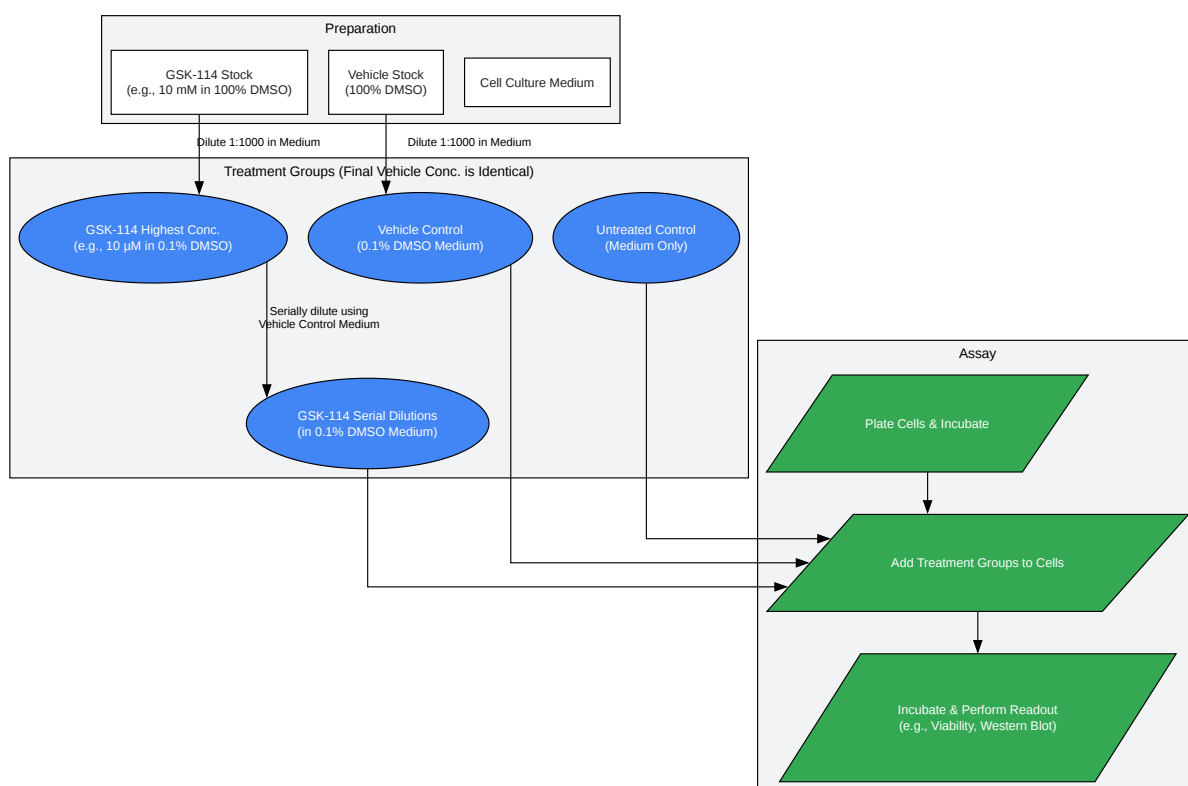 Preparation
GSK-114 Stock
(e.g., 10 mM in 100% DMSO)
Vehicle Stock
(100% DMSO)
Cell Culture Medium
Dilute 1:1000 in Medium
Dilute 1:1000 in Medium
Treatment Groups (Final Vehicle Conc. is Identical)
GSK-114 Highest Conc.
(e.g., 10 µM in 0.1% DMSO)
Vehicle Control
(0.1% DMSO Medium)
Untreated Control
(Medium Only)
Serially dilute using
Vehicle Control Medium
GSK-114 Serial Dilutions
(in 0.1% DMSO Medium)
Assay
Plate Cells & Incubate
Add Treatment Groups to Cells
Incubate & Perform Readout
(e.g., Viability, Western Blot)